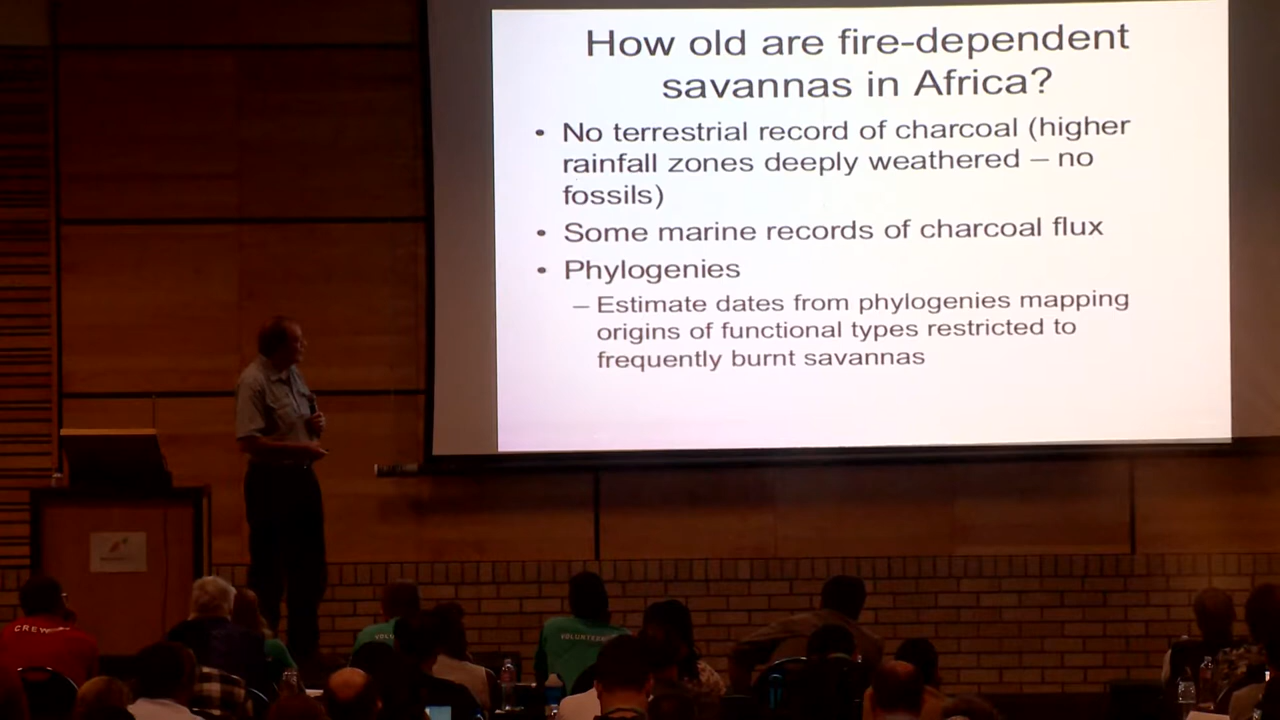 How old are fire-dependent
savannas in Africa?
• No terrestrial record of charcoal (higher
rainfall zones deeply weathered – no
fossils)
• Some marine records of charcoal flux
• Phylogenies
– Estimate dates from phylogenies mapping
origins of functional types restricted to
frequently burnt savannas
CREW
VOLUNTEER